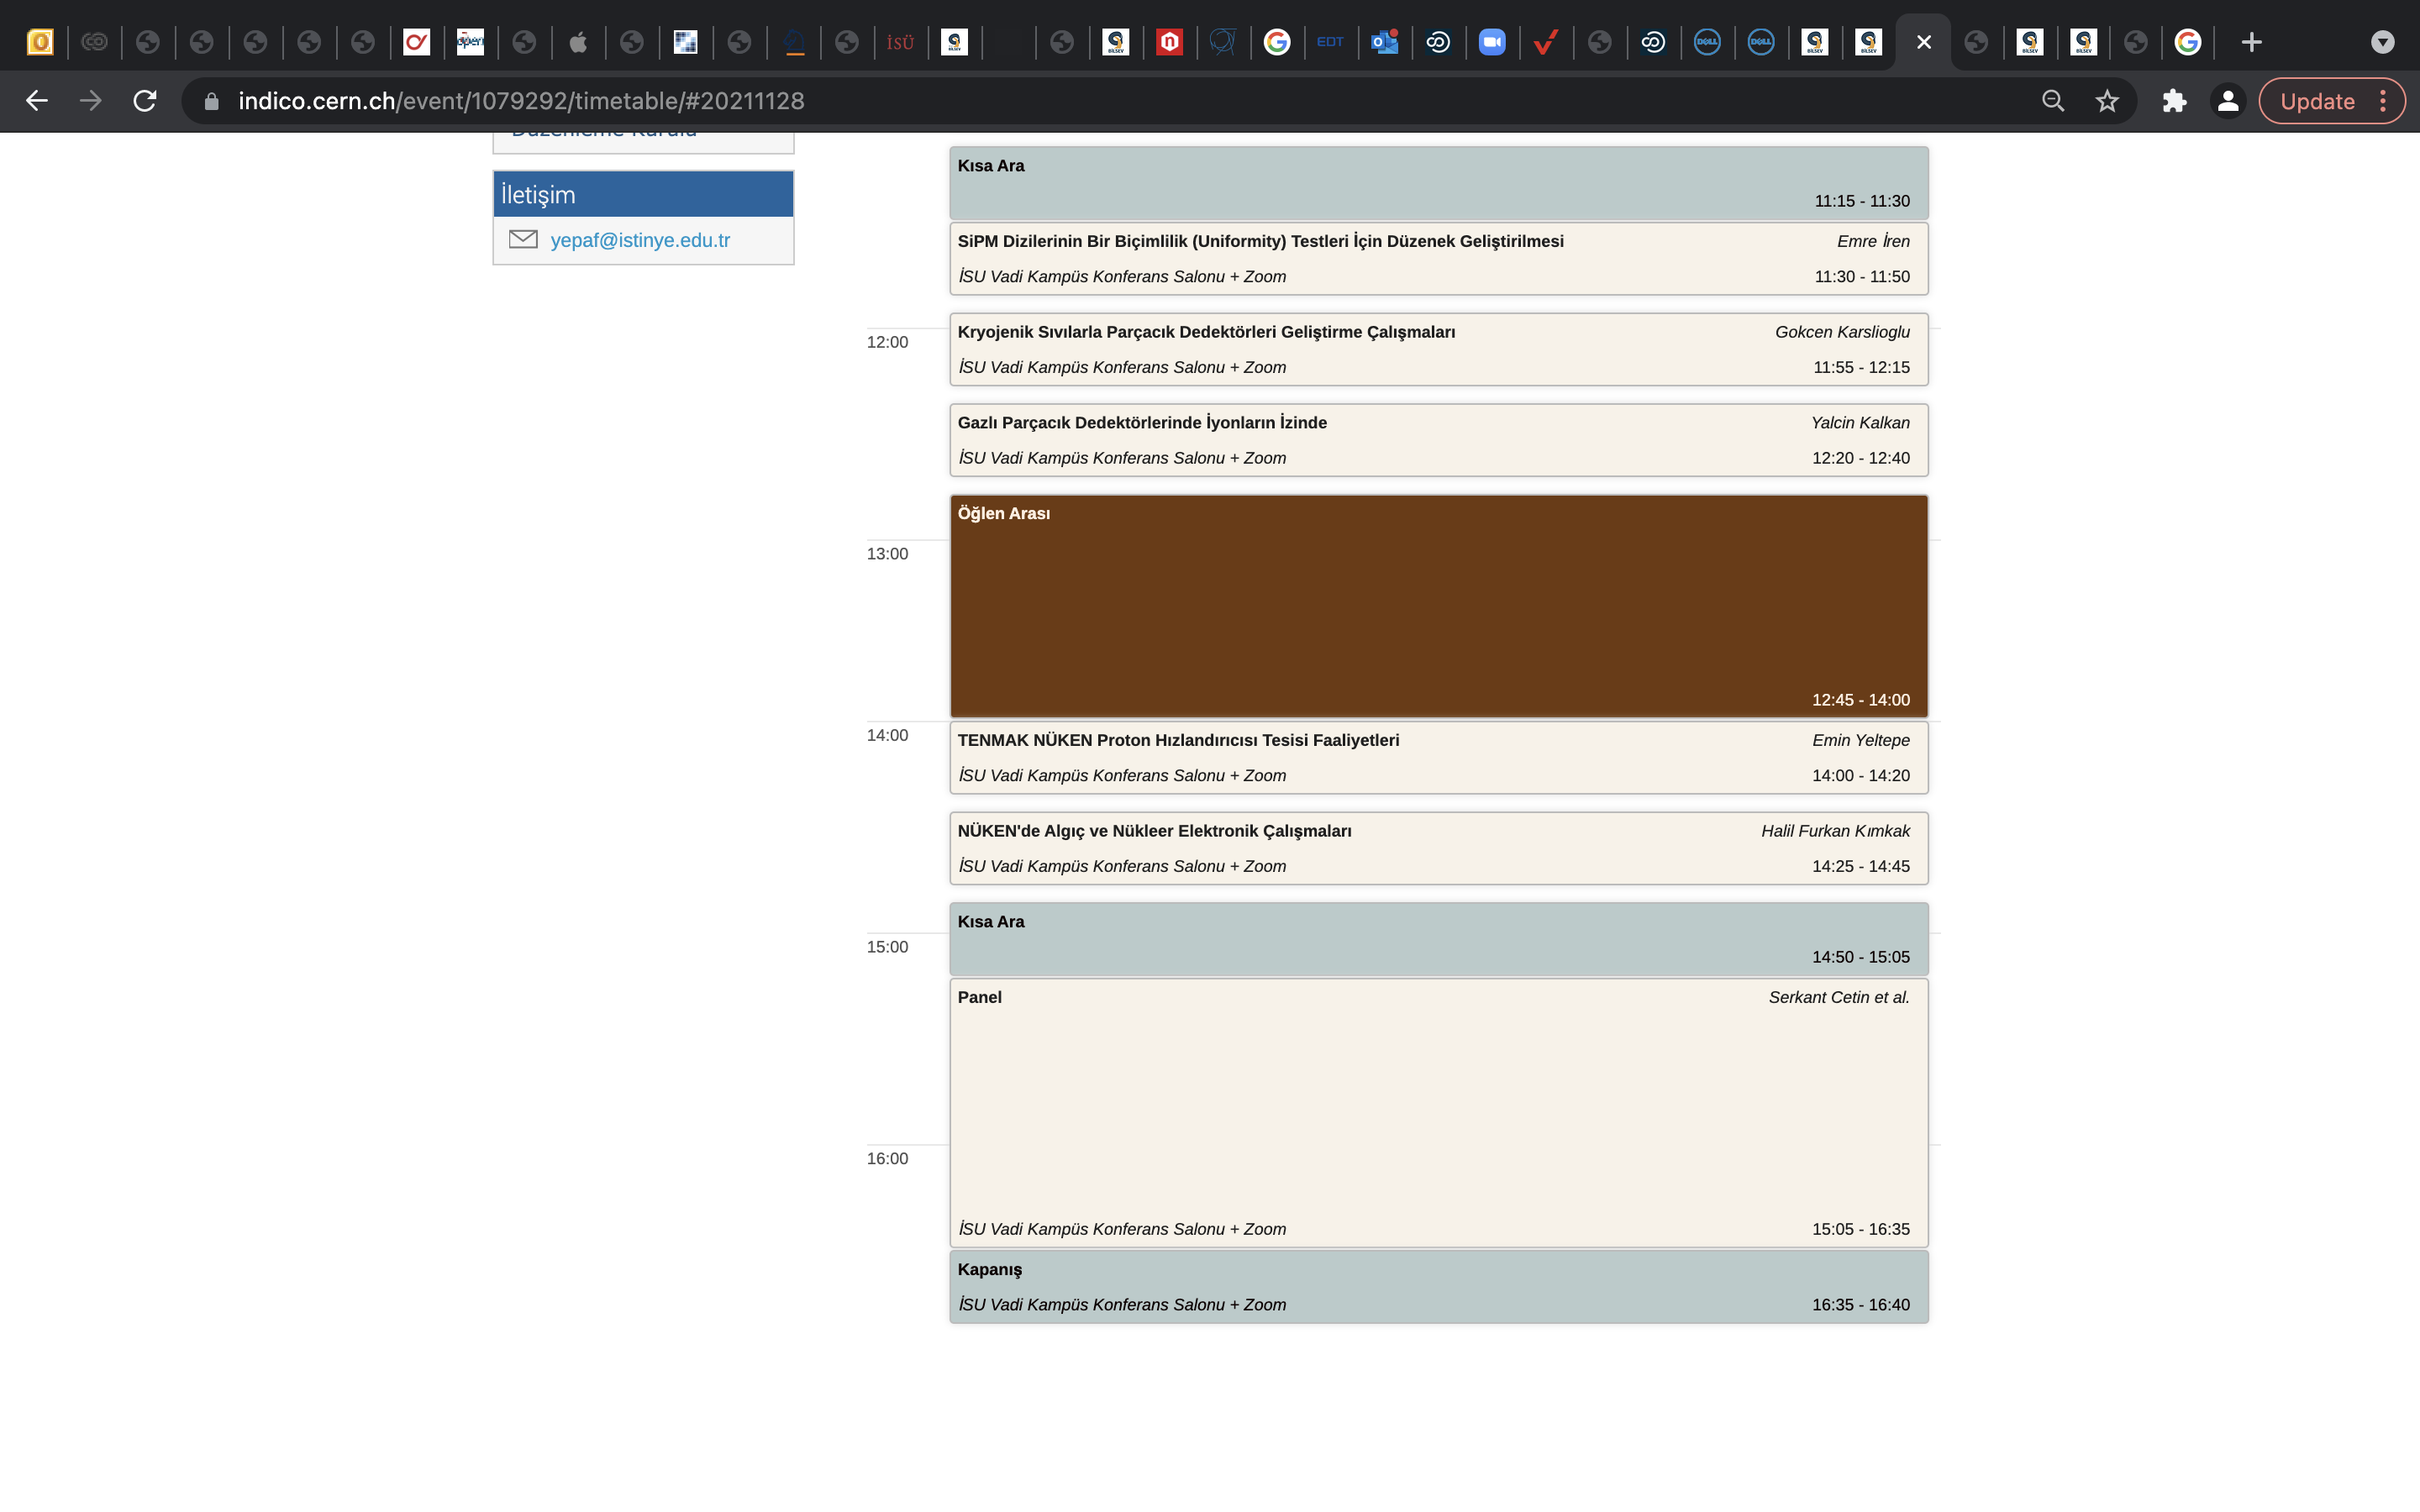 İSÜ
EDT
DELL
DELL
indico.cern.ch/event/1079292/timetable/#20211128
Update
Düzenleme Kurulu
İletişim
yepaf@istinye.edu.tr
Kısa Ara
11:15 - 11:30
SiPM Dizilerinin Bir Biçimlilik (Uniformity) Testleri İçin Düzenek Geliştirilmesi Emre İren
İSU Vadi Kampüs Konferans Salonu + Zoom 11:30 - 11:50
12:00
Kryojenik Sıvılarla Parçacık Dedektörleri Geliştirme Çalışmaları Gokcen Karslioglu
İSU Vadi Kampüs Konferans Salonu + Zoom 11:55 - 12:15
Gazlı Parçacık Dedektörlerinde İyonların İzinde Yalcin Kalkan
İSU Vadi Kampüs Konferans Salonu + Zoom 12:20 - 12:40
Öğlen Arası
13:00
12:45 - 14:00
14:00
TENMAK NÜKEN Proton Hızlandırıcısı Tesisi Faaliyetleri Emin Yeltepe
İSU Vadi Kampüs Konferans Salonu + Zoom 14:00 - 14:20
NÜKEN'de Algıç ve Nükleer Elektronik Çalışmaları Halil Furkan Kımkak
İSU Vadi Kampüs Konferans Salonu + Zoom 14:25 - 14:45
Kısa Ara
15:00
14:50 - 15:05
Panel Serkant Cetin et al.
16:00
İSU Vadi Kampüs Konferans Salonu + Zoom 15:05 - 16:35
Kapanış
İSU Vadi Kampüs Konferans Salonu + Zoom 16:35 - 16:40